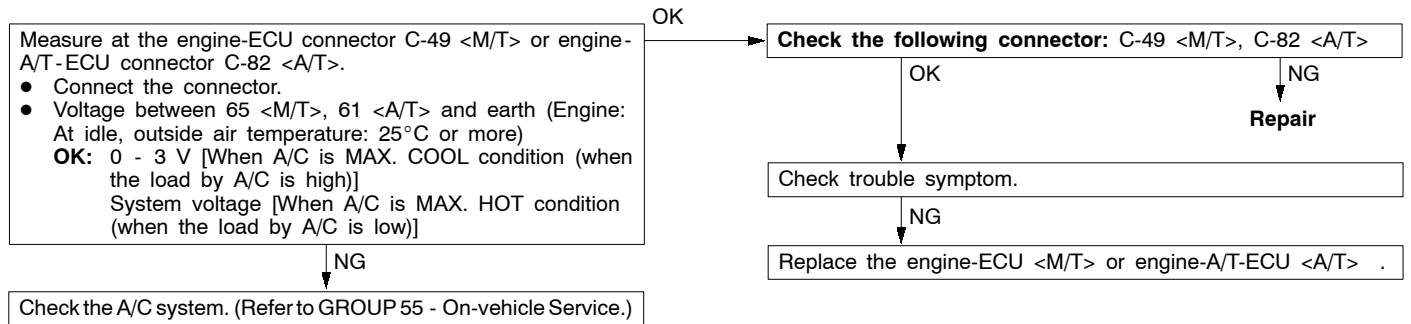 Measure at the engine-ECU connector C-49 <M/T> or engine-
A/T-ECU connector C-82 <A/T>.
● Connect the connector.
● Voltage between 65 <M/T>, 61 <A/T> and earth (Engine:
At idle, outside air temperature: 25°C or more)
OK: 0 - 3 V [When A/C is MAX. COOL condition (when
the load by A/C is high)]
System voltage [When A/C is MAX. HOT condition
(when the load by A/C is low)]
NG
Check the A/C system. (Refer to GROUP 55 - On-vehicle Service.)
OK
Check the following connector: C-49 <M/T>, C-82 <A/T>
OK
NG
Repair
Check trouble symptom.
NG
Replace the engine-ECU <M/T> or engine-A/T-ECU <A/T> .